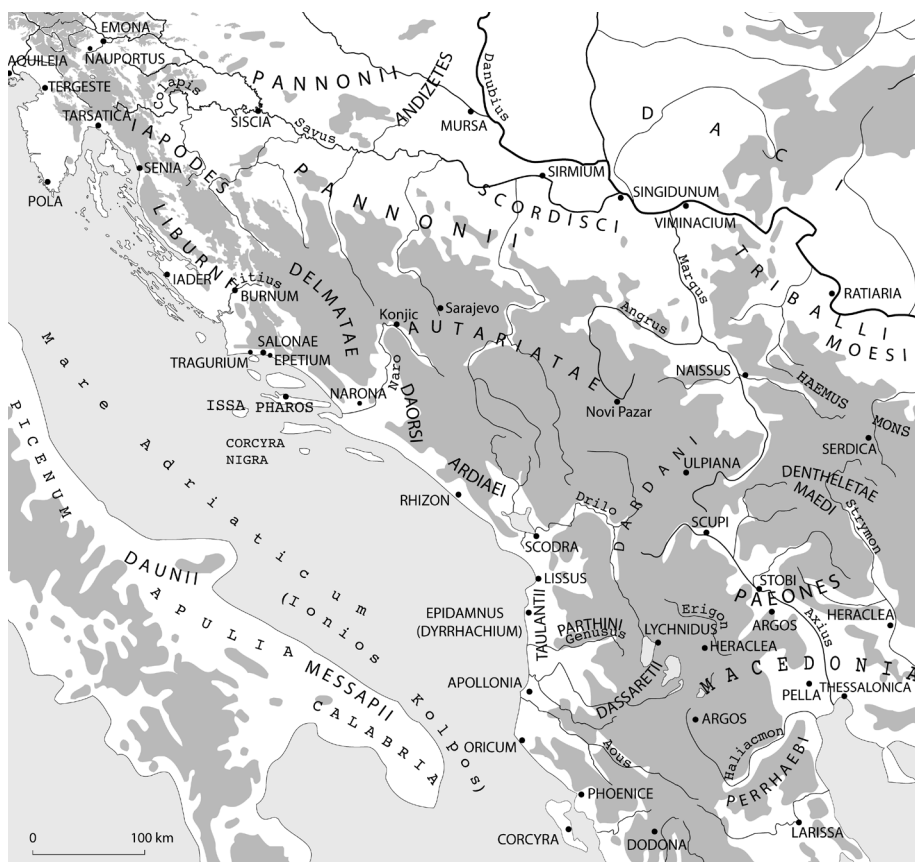 EMONA
AQUILEIA
NAUPORTUS
TERGESTE
Colapis
PANNONII
ANDIZETES
Danubius
TARSATICA
SISCIA
Savus
MURSA
DACI
IAPODES
SENIA
POLA
PANNONII
SIRMIUM
SCORDISCI
SINGIDUNUM
VIMINACIUM
LIBURNI
Margus
TRIBALLI
IADER
itius
BURNUM
DELMATAE
Sarajevo
RATIARIA
Konjic
AUTARIATAE
Angrus
MOESI
SALONAE
TRAGURIUM
EPETIUM
Mare Adriaticum
(Ionios Kolpos)
Naro
NAISSUS
HAEMUS
MONS
NARONA
DAORSI
ISSA
PHAROS
Novi Pazar
PICENUM
CORCYRA
NIGRA
SERDICA
ARDIAEI
DARDANI
ULPIANA
DENTHELETAE
MAEDI
RHIZON
Drilo
Strymon
SCUPI
SCODRA
DAUNII
LISSUS
STOBI
PAEONES
APULIA
EPIDAMNUS
(DYRRHACHIUM)
TAULANTII
PARTHINI
Genusus
LYCHNIDUS
Erigon
ARGOS
Axius
HERACLEA
HERACLEA
MESSAPII
DASSARETII
MACEDONIA
APOLLONIA
PELLA
THESSALONICA
CALABRIA
ARGOS
ORICUM
Aous
Haliacmon
PERRHAEBI
PHOENICE
0 100 km
CORCYRA
DODONA
LARISSA